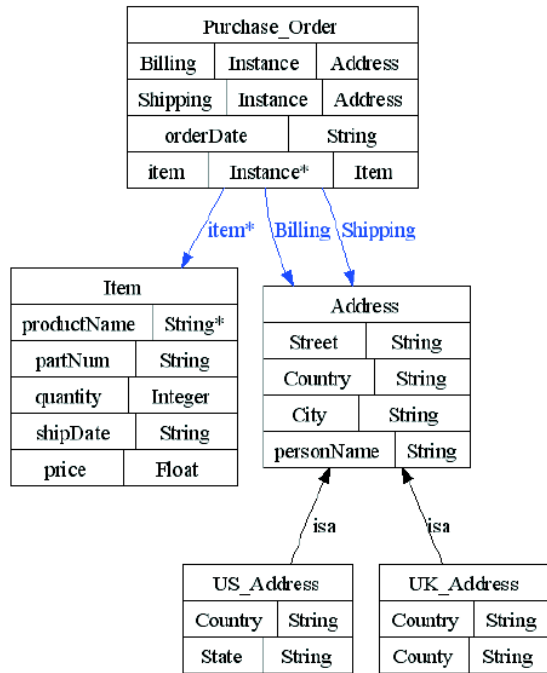 Purchase_Order
Billing Instance Address
Shipping Instance Address
orderDate String
item Instance* Item
item* Billing Shipping
Item
productName String*
partNum String
quantity Integer
shipDate String
price Float
Address
Street String
Country String
City String
personName String
isa isa
US_Address
Country String
State String
UK_Address
Country String
County String